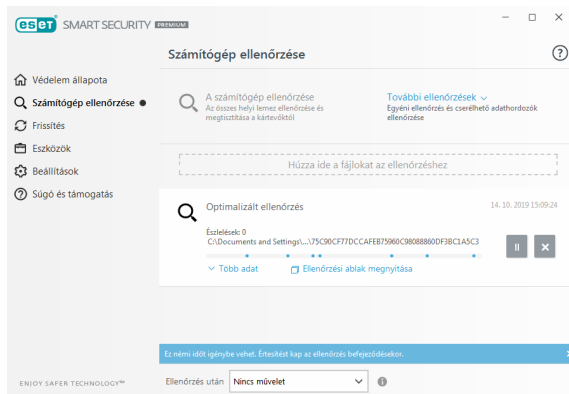 eset SMART SECURITY PREMIUM
Számítógép ellenőrzése
Védelem állapota
Számítógép ellenőrzése
Frissítés
Eszközök
Beállítások
Súgó és támogatás
A számítógép ellenőrzése
Az összes helyi lemez ellenőrzése és
megtisztítása a kártevőktől
További ellenőrzések
Egyéni ellenőrzés és cserélhető adathordozók
ellenőrzése
Húzza ide a fájlokat az ellenőrzéshez
Optimalizált ellenőrzés
14. 10. 2019 15:09:24
Észlelések: 0
C:\Documents and Settings\...\75C90CF77DCCAFEB75960C98088860DF3BC1A5C3
Több adat
Ellenőrzési ablak megnyitása
Ez némi időt igénybe vehet. Értesítést kap az ellenőrzés befejeződésekor.
ENJOY SAFER TECHNOLOGY™
Ellenőrzés után
Nincs művelet